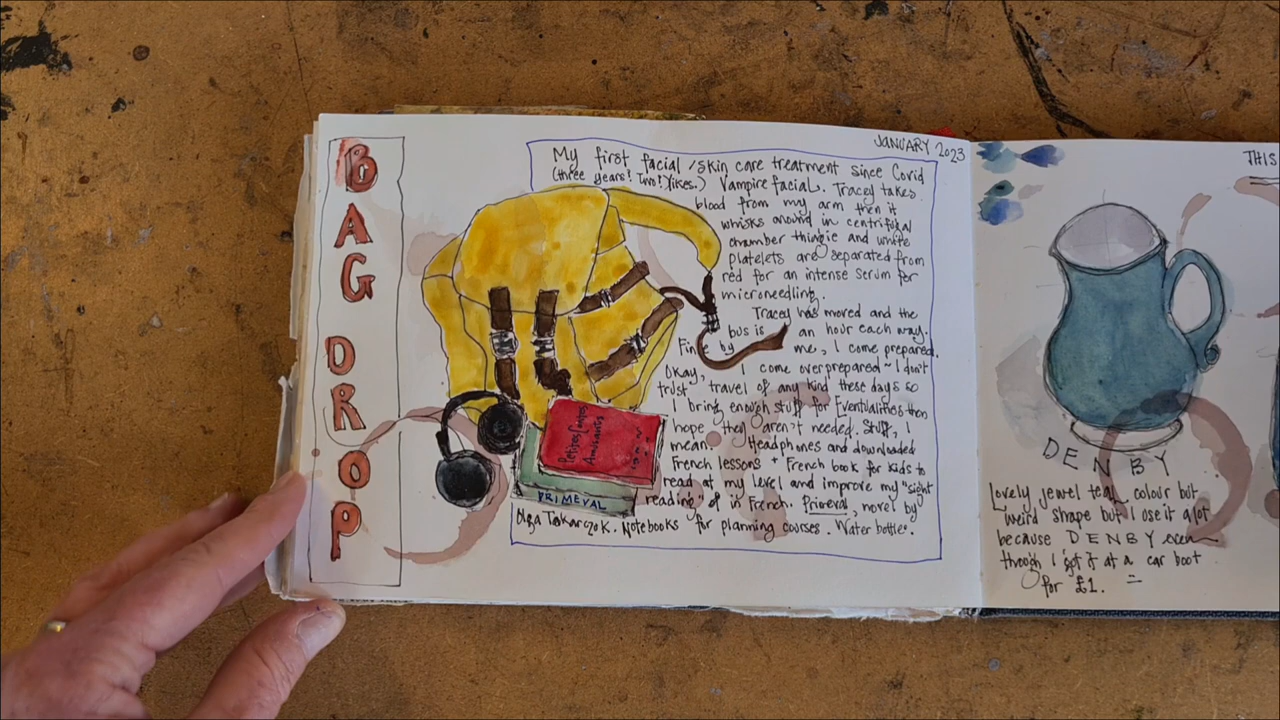 BAG DROP
JANUARY 2023
My first facial / skin care treatment since Covid
(three years! Two? Yikes.) Vampire facial. Tracey takes
blood from my arm then it
whisks around in centrifugal
chamber thingie and white
platelets are separated from
red for an intense serum for
microneedling.
Tracey has moved and the
bus is an hour each way.
Fine by me, I come prepared.
Okay, I come overprepared ~ I don't
trust travel of any kind these days so
I bring enough stuff for Eventualities then
hope they aren't needed. Stuff, I
mean. Headphones and downloaded
French lessons + French book for kids to
read at my level and improve my "sight
reading" of in French. Primeval, novel by
Olga Tokarczok. Notebooks for planning courses. Water bottle.
Petites Contes
Amusants
PRIMEVAL
THIS
DENBY
Lovely jewel teal colour but
weird shape but I use it a lot
because DENBY even
though I got it at a car boot
for £1.